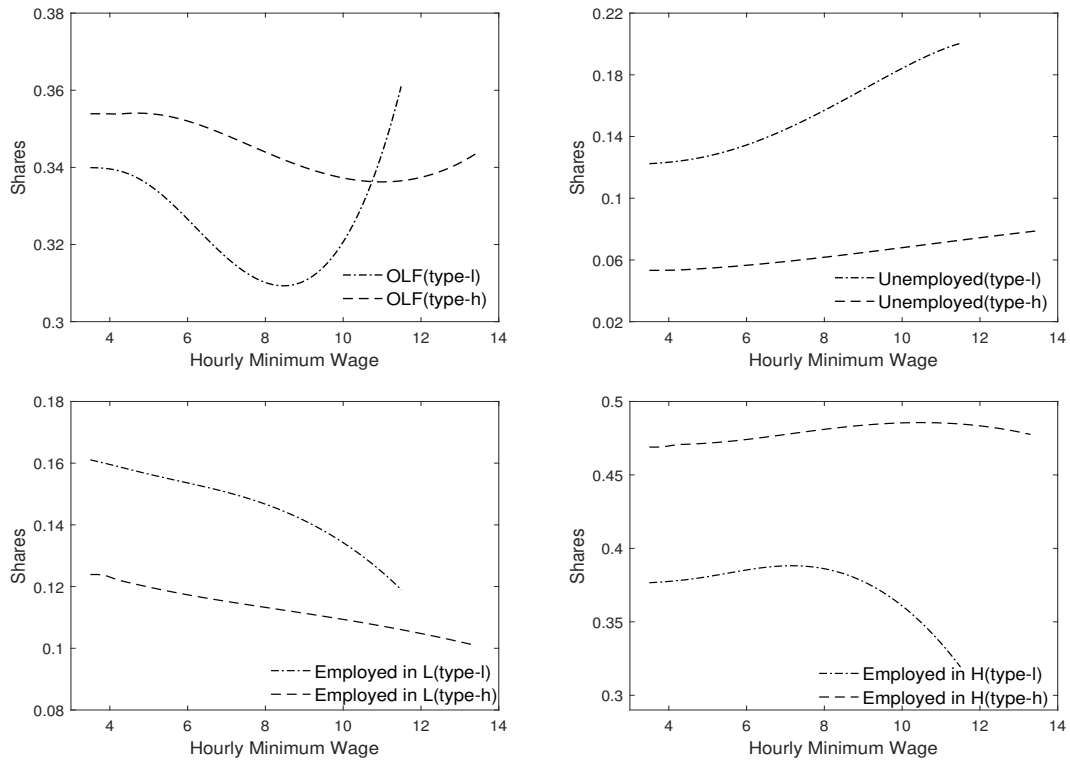 0.38
0.36
0.34
0.32
0.3
Shares
OLF(type-l)
OLF(type-h)
4 6 8 10 12 14
Hourly Minimum Wage
0.22
0.18
0.14
0.1
0.06
0.02
Shares
Unemployed(type-l)
Unemployed(type-h)
4 6 8 10 12 14
Hourly Minimum Wage
0.18
0.16
0.14
0.12
0.1
0.08
Shares
Employed in L(type-l)
Employed in L(type-h)
4 6 8 10 12 14
Hourly Minimum Wage
0.5
0.45
0.4
0.35
0.3
Shares
Employed in H(type-l)
Employed in H(type-h)
4 6 8 10 12 14
Hourly Minimum Wage